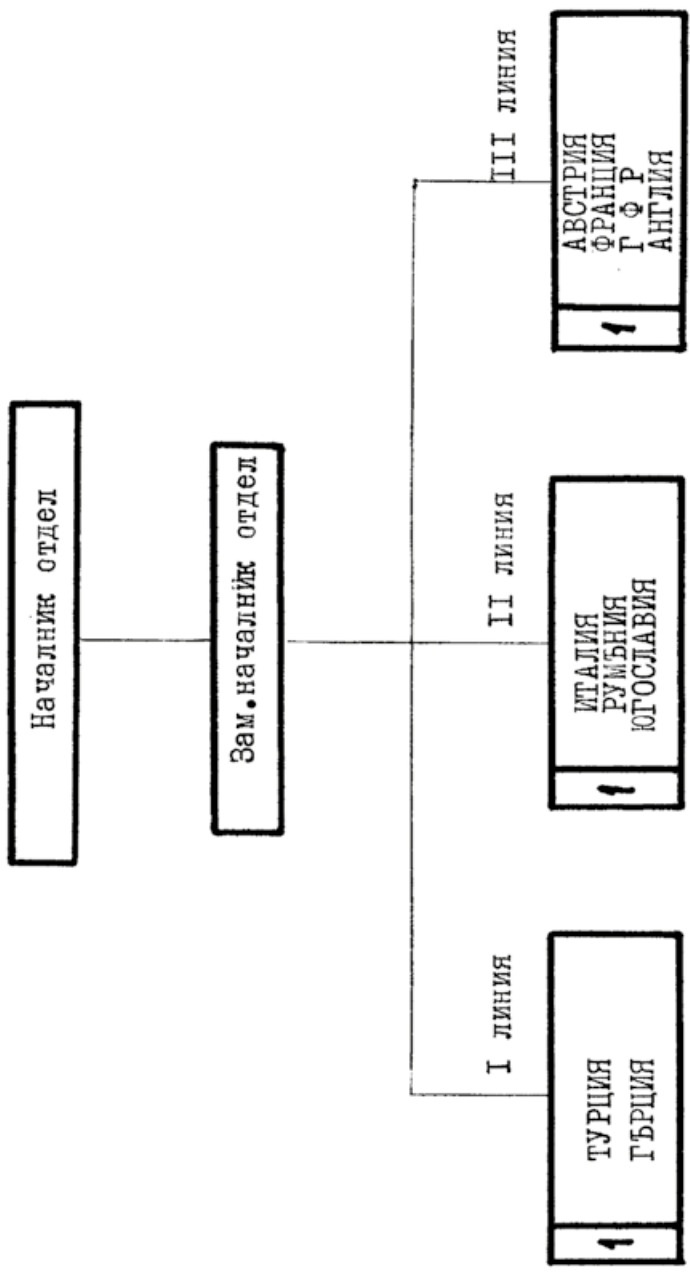 Началник отдел
Зам.началник отдел
I линия
II линия
III линия
1
ТУРЦИЯ
ГЪРЦИЯ
1
ИТАЛИЯ
РУМЪНИЯ
ЮГОСЛАВИЯ
1
АВСТРИЯ
ФРАНЦИЯ
Г Ф Р
АНГЛИЯ